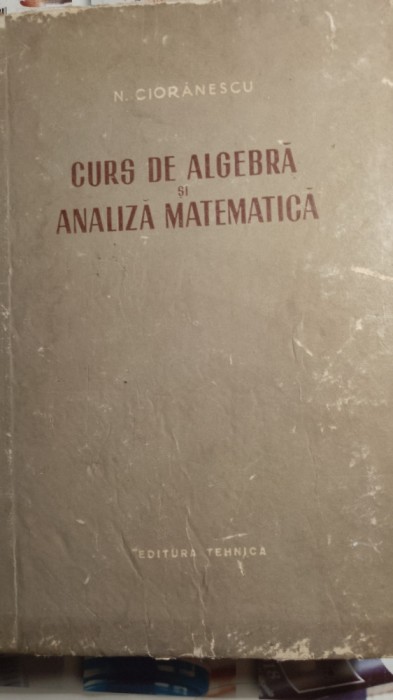 N. CIORĂNESCU
CURS DE ALGEBRĂ
ȘI
ANALIZĂ MATEMATICĂ
EDITURA TEHNICĂ